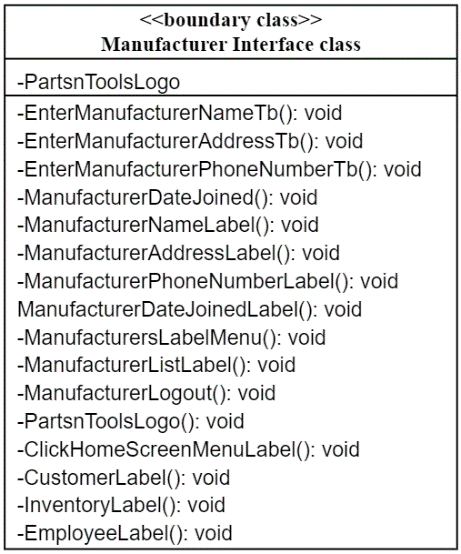 <<boundary class>>
Manufacturer Interface class
-PartsnToolsLogo
-EnterManufacturerNameTb(): void
-EnterManufacturerAddressTb(): void
-EnterManufacturerPhoneNumberTb(): void
-ManufacturerDateJoined(): void
-ManufacturerNameLabel(): void
-ManufacturerAddressLabel(): void
-ManufacturerPhoneNumberLabel(): void
ManufacturerDateJoinedLabel(): void
-ManufacturersLabelMenu(): void
-ManufacturerListLabel(): void
-ManufacturerLogout(): void
-PartsnToolsLogo(): void
-ClickHomeScreenMenuLabel(): void
-CustomerLabel(): void
-InventoryLabel(): void
-EmployeeLabel(): void